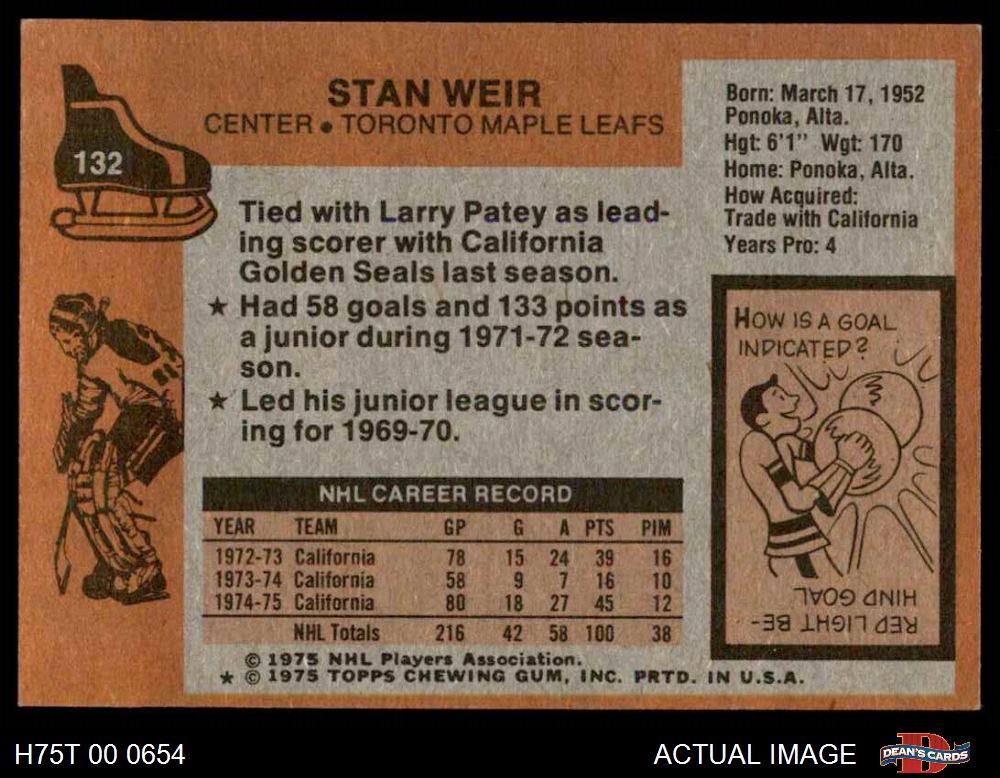 STAN WEIR
CENTER • TORONTO MAPLE LEAFS
132
Born: March 17, 1952
Ponoka, Alta.
Hgt: 6'1" Wgt: 170
Home: Ponoka, Alta.
How Acquired:
Trade with California
Years Pro: 4
Tied with Larry Patey as lead-
ing scorer with California
Golden Seals last season.
★ Had 58 goals and 133 points as
a junior during 1971-72 sea-
son.
★ Led his junior league in scor-
ing for 1969-70.
HOW IS A GOAL
INDICATED?
RED LIGHT BE-
HIND GOAL
NHL CAREER RECORD
YEAR TEAM GP G A PTS PIM
1972-73 California 78 15 24 39 16
1973-74 California 58 9 7 16 10
1974-75 California 80 18 27 45 12
NHL Totals 216 42 58 100 38
© 1975 NHL Players Association.
★ © 1975 TOPPS CHEWING GUM, INC. PRTD. IN U.S.A.
H75T 00 0654
ACTUAL IMAGE
D
DEAN'S CARDS